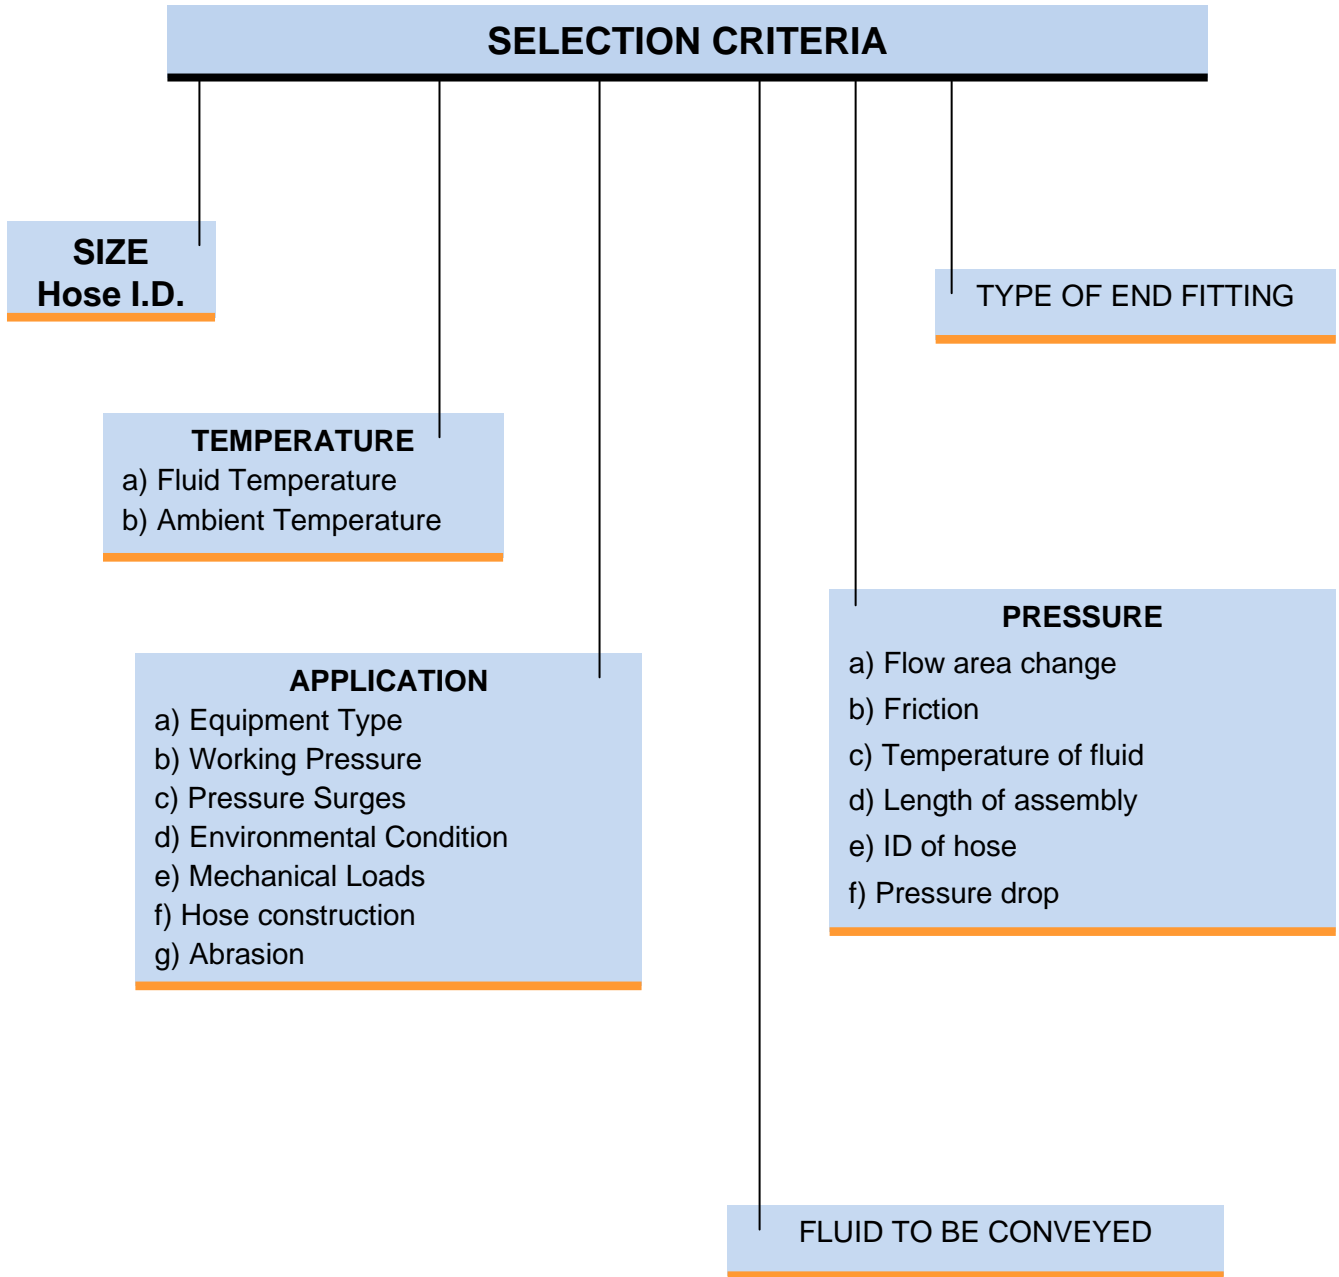 SELECTION CRITERIA
SIZE
Hose I.D.
TYPE OF END FITTING
TEMPERATURE
a) Fluid Temperature
b) Ambient Temperature
APPLICATION
a) Equipment Type
b) Working Pressure
c) Pressure Surges
d) Environmental Condition
e) Mechanical Loads
f) Hose construction
g) Abrasion
PRESSURE
a) Flow area change
b) Friction
c) Temperature of fluid
d) Length of assembly
e) ID of hose
f) Pressure drop
FLUID TO BE CONVEYED